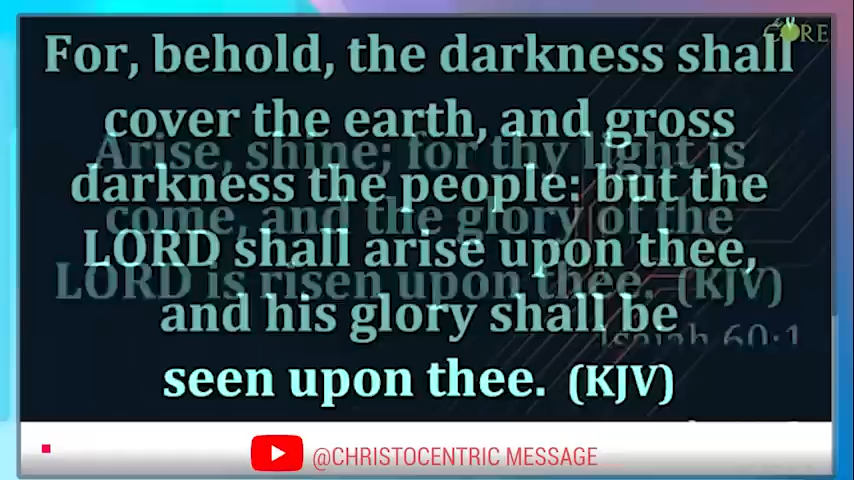 CORE
For, behold, the darkness shall
cover the earth, and gross
darkness the people: but the
LORD shall arise upon thee,
and his glory shall be
seen upon thee. (KJV)
Arise, shine; for thy light is
come, and the glory of the
LORD is risen upon thee. (KJV)
Isaiah 60:1
@CHRISTOCENTRIC MESSAGE